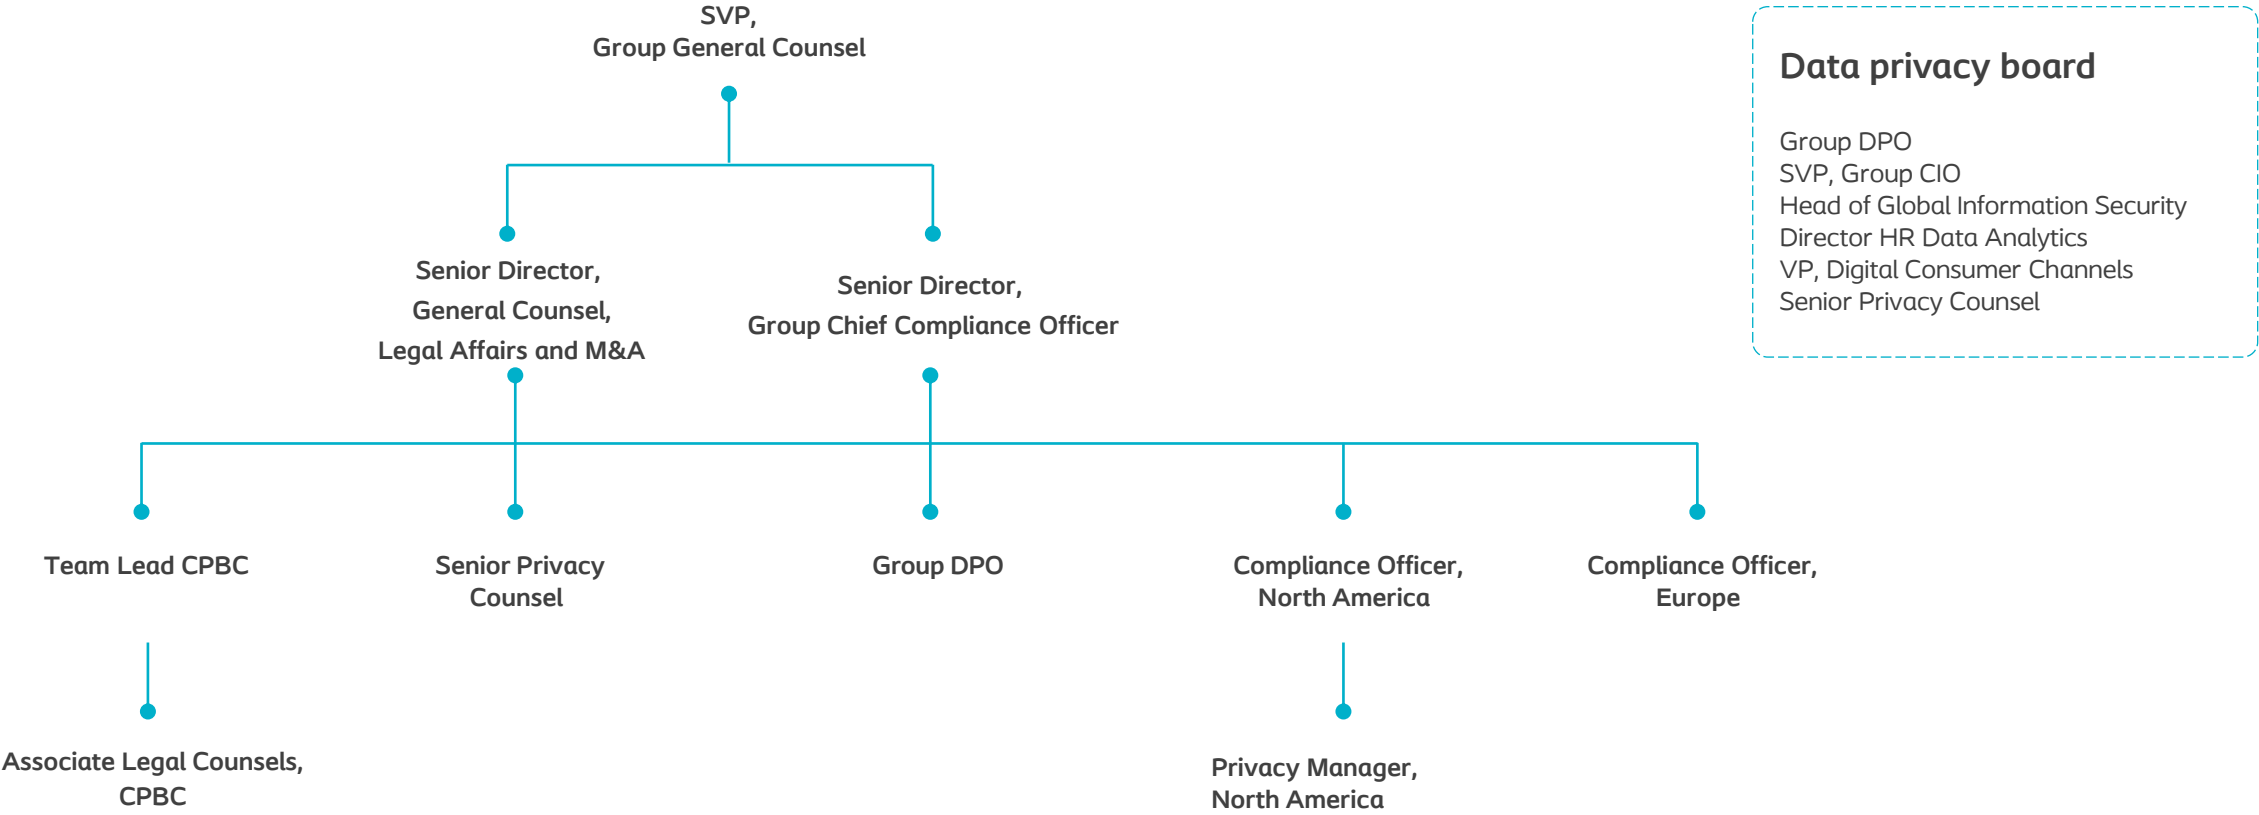 SVP,
Group General Counsel
Data privacy board
Group DPO
SVP, Group CIO
Head of Global Information Security
Director HR Data Analytics
VP, Digital Consumer Channels
Senior Privacy Counsel
Senior Director,
General Counsel,
Legal Affairs and M&A
Senior Director,
Group Chief Compliance Officer
Team Lead CPBC
Senior Privacy
Counsel
Group DPO
Compliance Officer,
North America
Compliance Officer,
Europe
Associate Legal Counsels,
CPBC
Privacy Manager,
North America